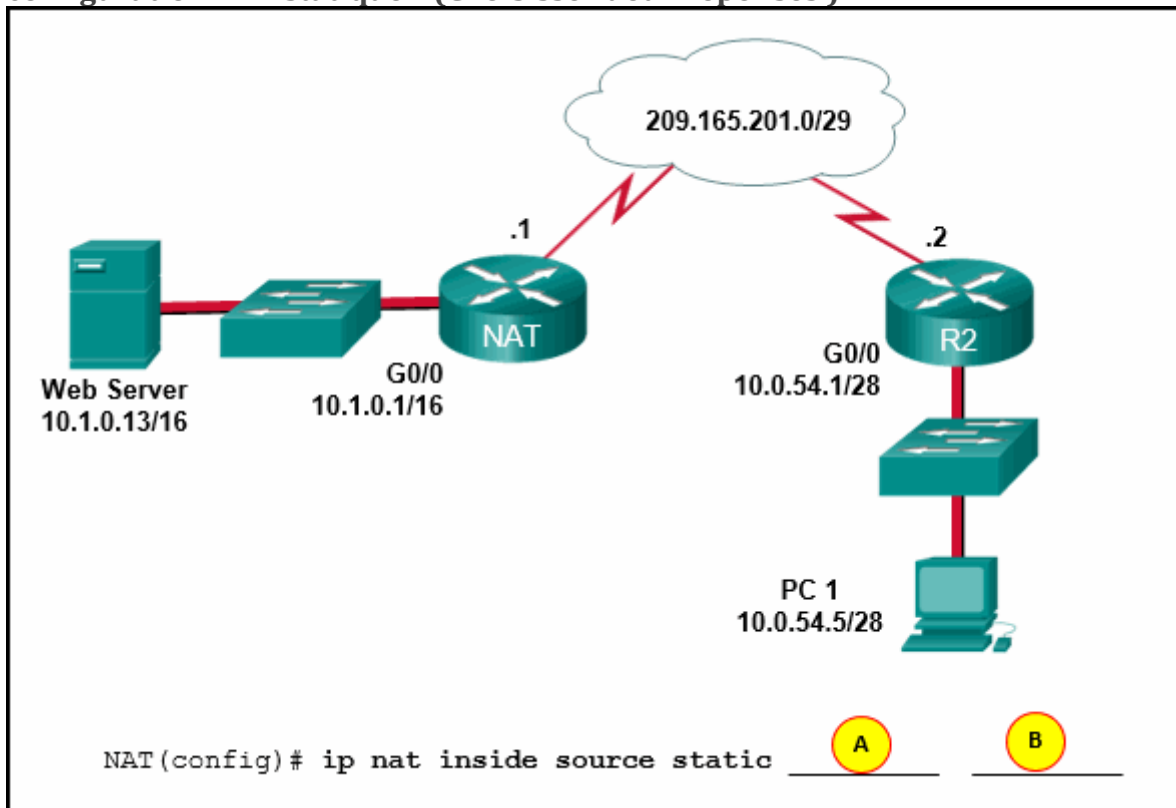 209.165.201.0/29
.1
.2
NAT
R2
G0/0
10.1.0.1/16
G0/0
10.0.54.1/28
Web Server
10.1.0.13/16
PC 1
10.0.54.5/28
A
B
NAT(config)# ip nat inside source static